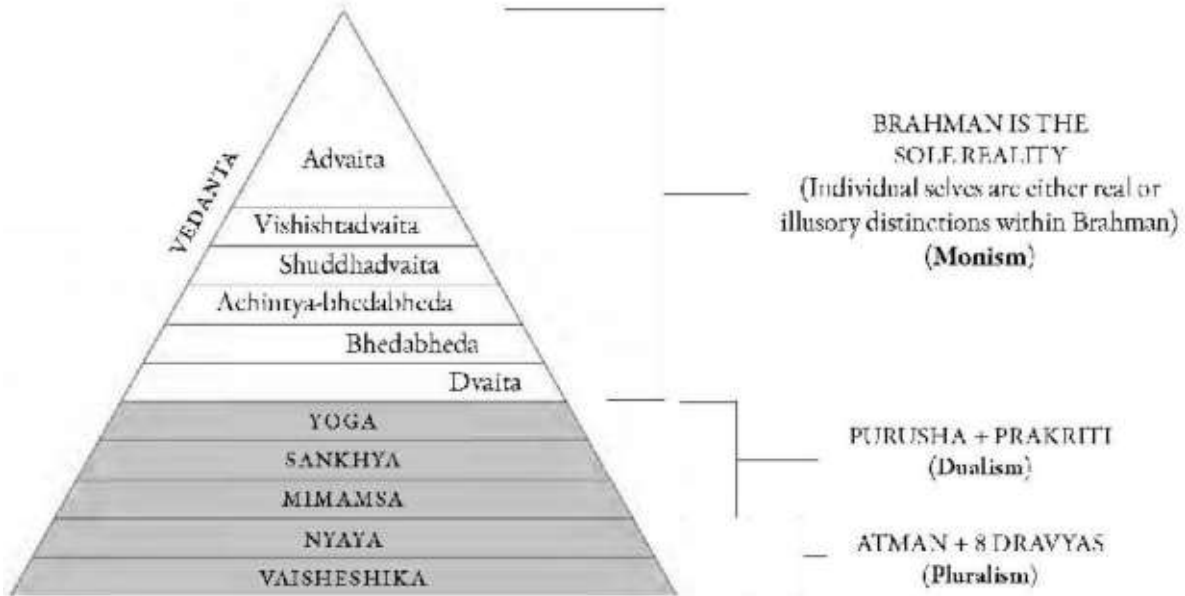 VEDANTA
Advaita
Vishishtadvaita
Shuddhadvaita
Achintya-bhedabheda
Bhedabheda
Dvaita
YOGA
SANKHYA
MIMAMSA
NYAYA
VAISHESHIKA
BRAHMAN IS THE
SOLE REALITY
(Individual selves are either real or
illusory distinctions within Brahman)
(Monism)
PURUSHA + PRAKRITI
(Dualism)
ATMAN + 8 DRAVYAS
(Pluralism)